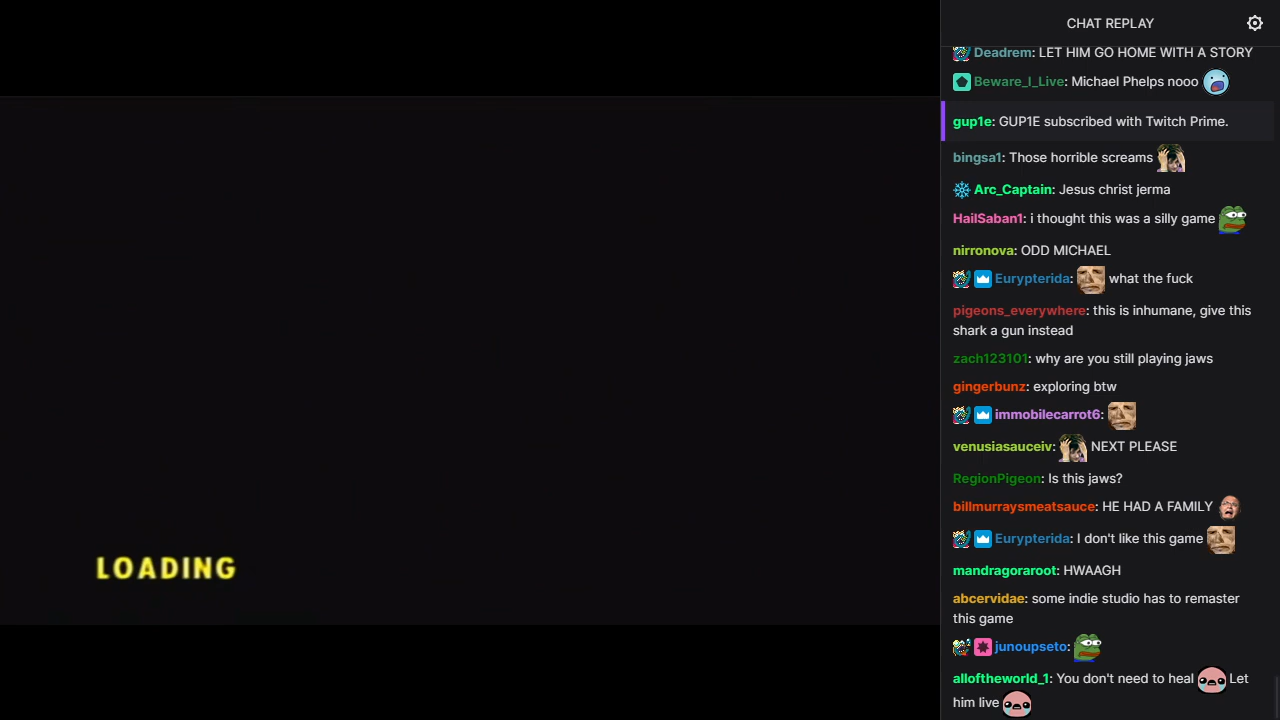 CHAT REPLAY
Deadrem: LET HIM GO HOME WITH A STORY
Beware_I_Live: Michael Phelps nooo
gup1e: GUP1E subscribed with Twitch Prime.
bingsa1: Those horrible screams
Arc_Captain: Jesus christ jerma
HailSaban1: i thought this was a silly game
nirronova: ODD MICHAEL
Eurypterida: what the fuck
pigeons_everywhere: this is inhumane, give this
shark a gun instead
zach123101: why are you still playing jaws
gingerbunz: exploring btw
immobilecarrot6:
venusiasauceiv: NEXT PLEASE
RegionPigeon: Is this jaws?
billmurraysmeatsauce: HE HAD A FAMILY
Eurypterida: I don't like this game
mandragoraroot: HWAAGH
abcervidae: some indie studio has to remaster
this game
junoupseto:
alloftheworld_1: You don't need to heal Let
him live
LOADING